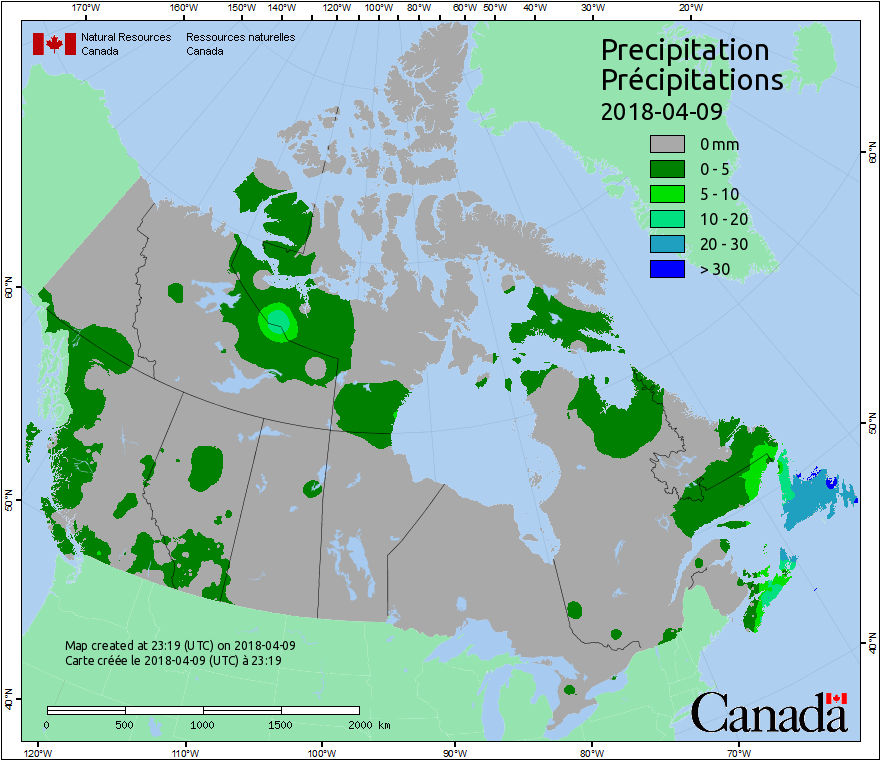 170°W 160°W 150°W 140°W 120°W 100°W 80°W 60°W 50°W 40°W 30°W 20°W
Natural Resources Ressources naturelles
Canada Canada
Precipitation
Précipitations
2018-04-09
0 mm
0 - 5
5 - 10
10 - 20
20 - 30
> 30
60°N
60°N
50°N
50°N
40°N
40°N
Map created at 23:19 (UTC) on 2018-04-09
Carte créée le 2018-04-09 (UTC) à 23:19
0 500 1000 1500 2000 km
Canada
120°W 110°W 100°W 90°W 80°W 70°W